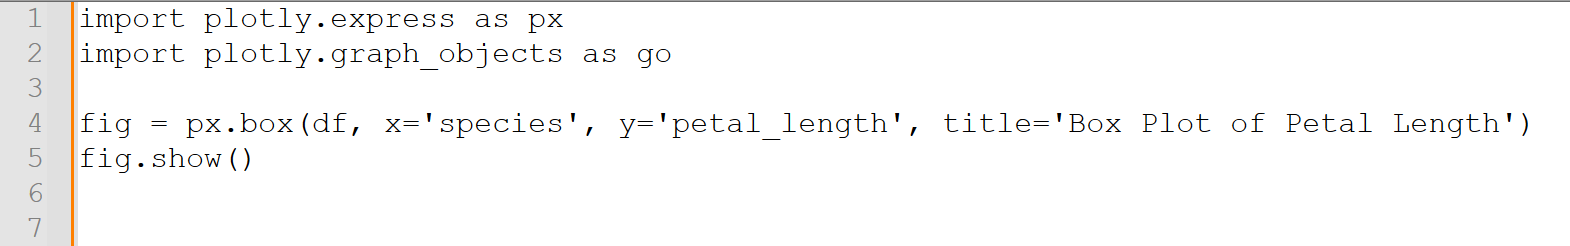 1 import plotly.express as px
2 import plotly.graph_objects as go
3
4 fig = px.box(df, x='species', y='petal_length', title='Box Plot of Petal Length')
5 fig.show()
6
7